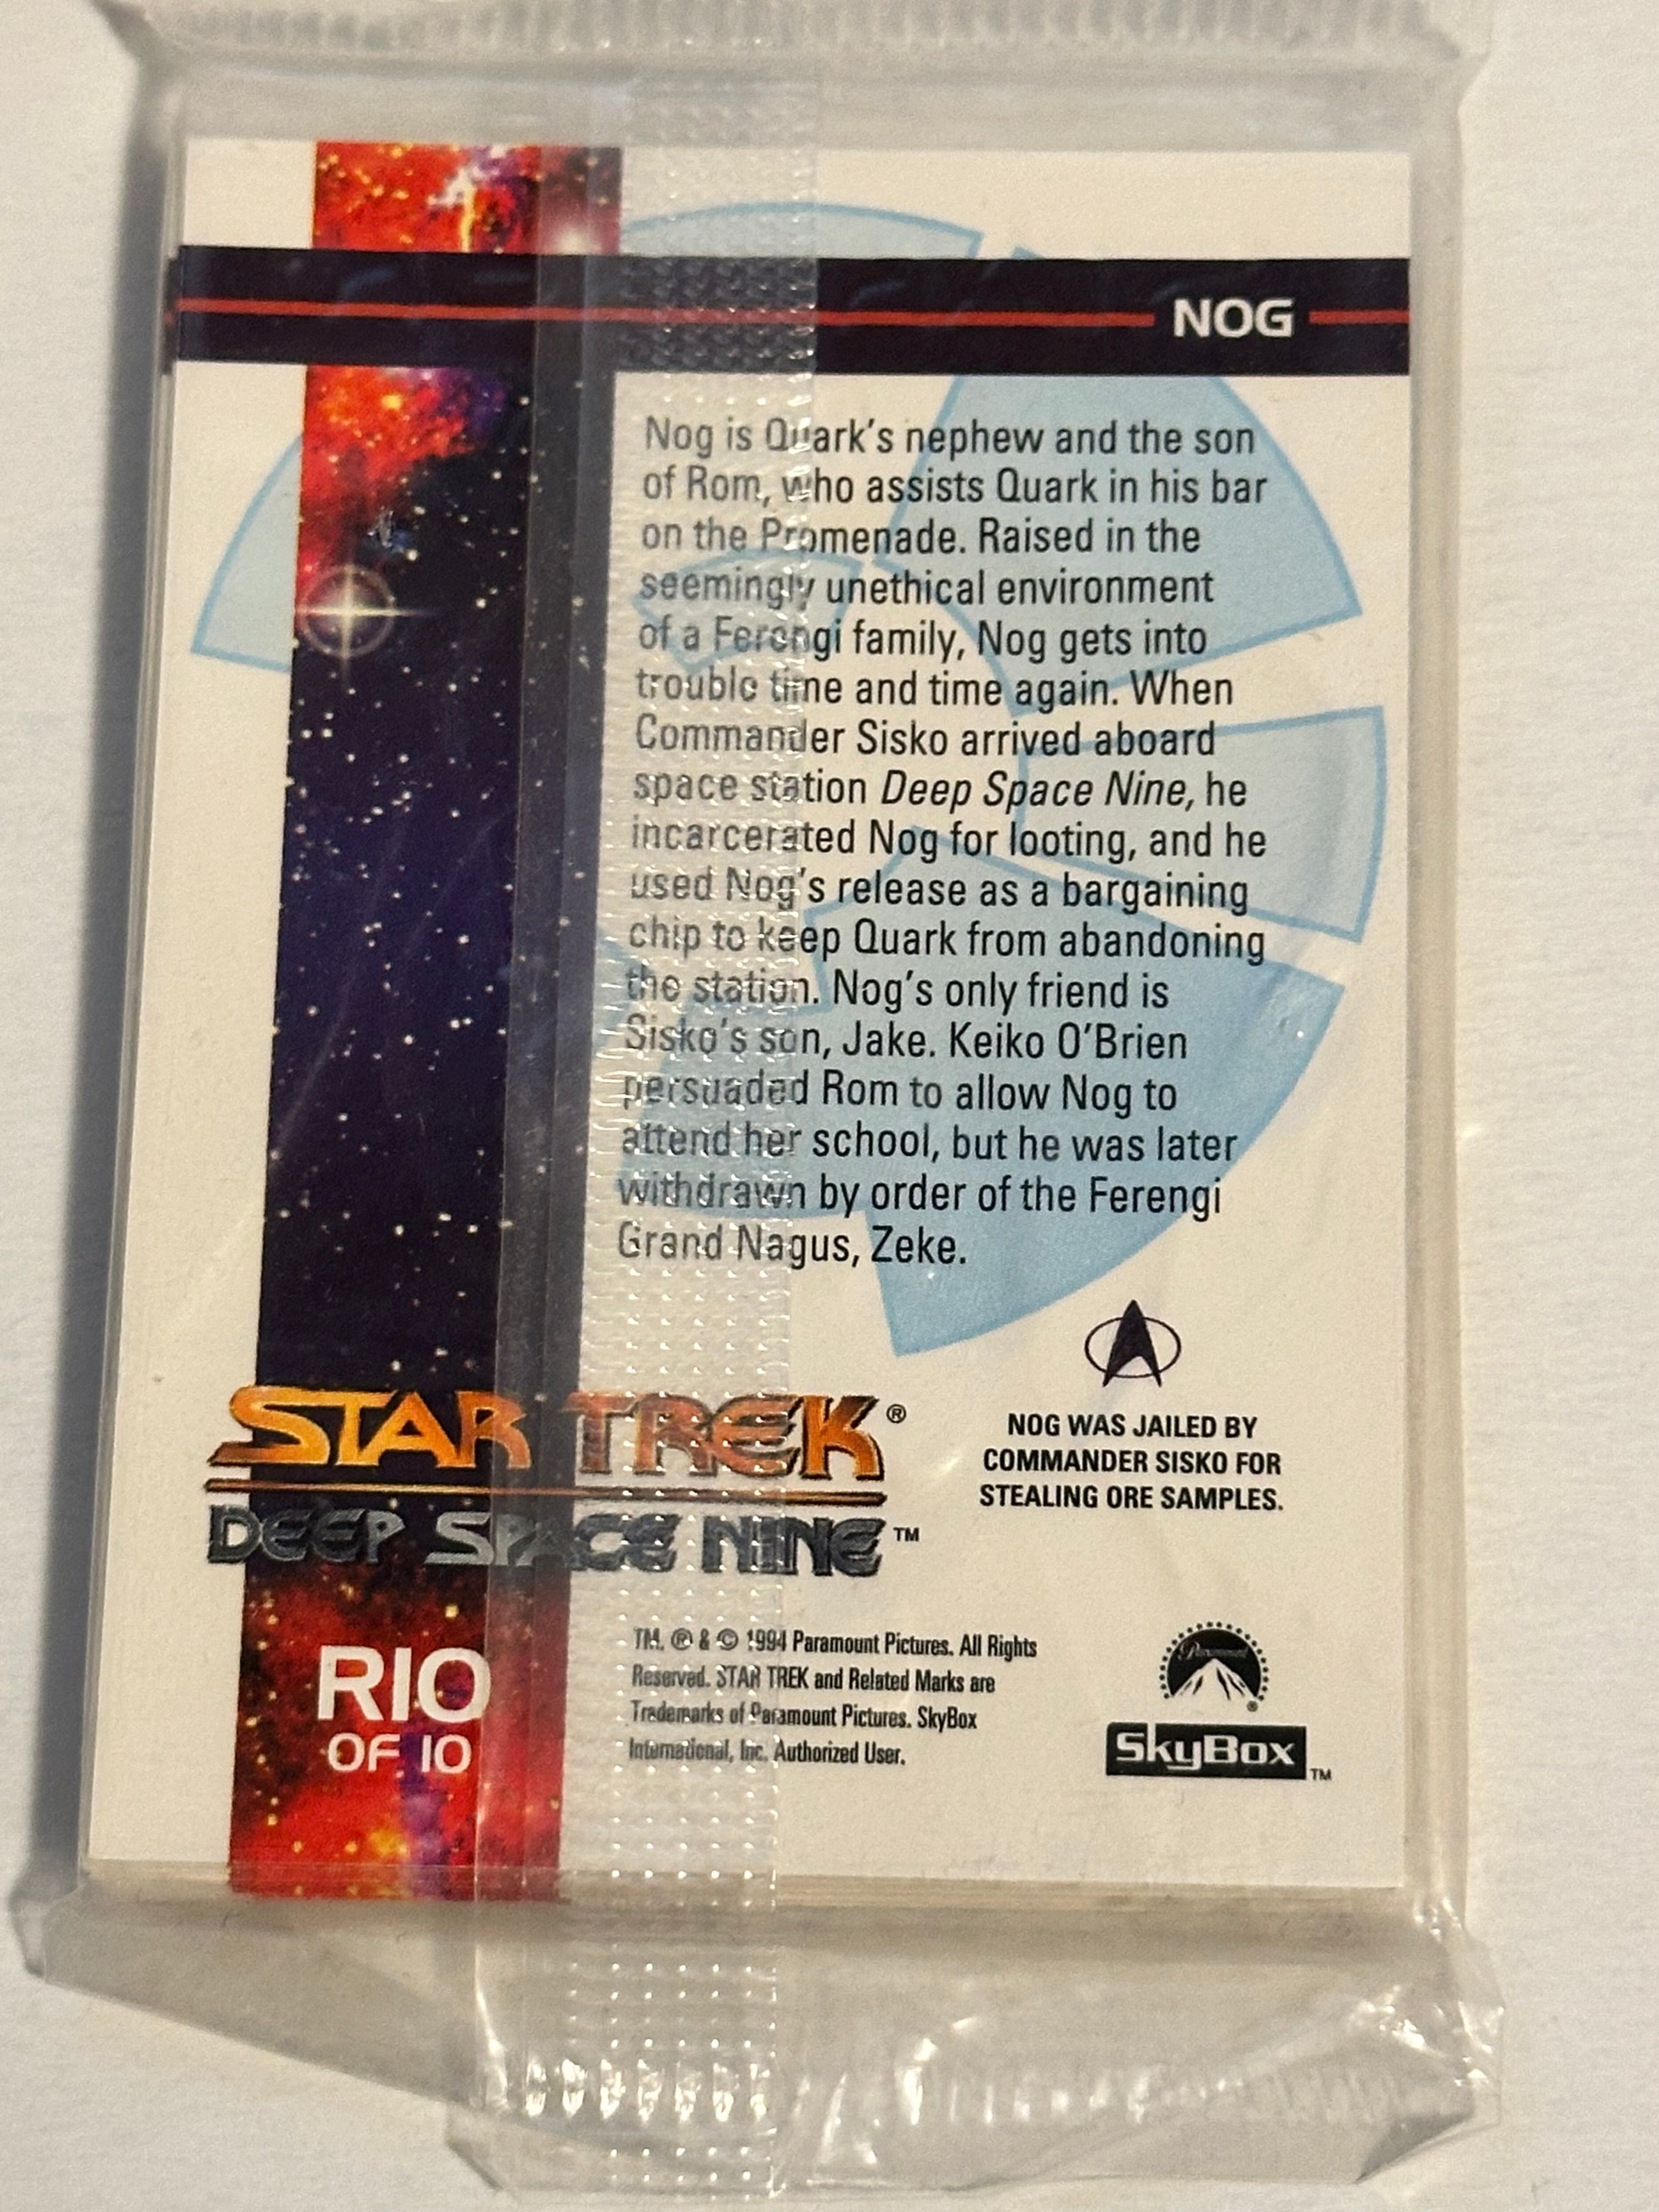 NOG
Nog is Quark's nephew and the son
of Rom, who assists Quark in his bar
on the Promenade. Raised in the
seemingly unethical environment
of a Ferengi family, Nog gets into
trouble time and time again. When
Commander Sisko arrived aboard
space station Deep Space Nine, he
incarcerated Nog for looting, and he
used Nog's release as a bargaining
chip to keep Quark from abandoning
the station. Nog's only friend is
Sisko's son, Jake. Keiko O'Brien
persuaded Rom to allow Nog to
attend her school, but he was later
withdrawn by order of the Ferengi
Grand Nagus, Zeke.
NOG WAS JAILED BY
COMMANDER SISKO FOR
STEALING ORE SAMPLES.
STAR TREK®
DEEP SPACE NINE™
R10
OF 10
TM, ® & © 1994 Paramount Pictures. All Rights
Reserved. STAR TREK and Related Marks are
Trademarks of Paramount Pictures. SkyBox
International, Inc. Authorized User.
Paramount®
SkyBox™